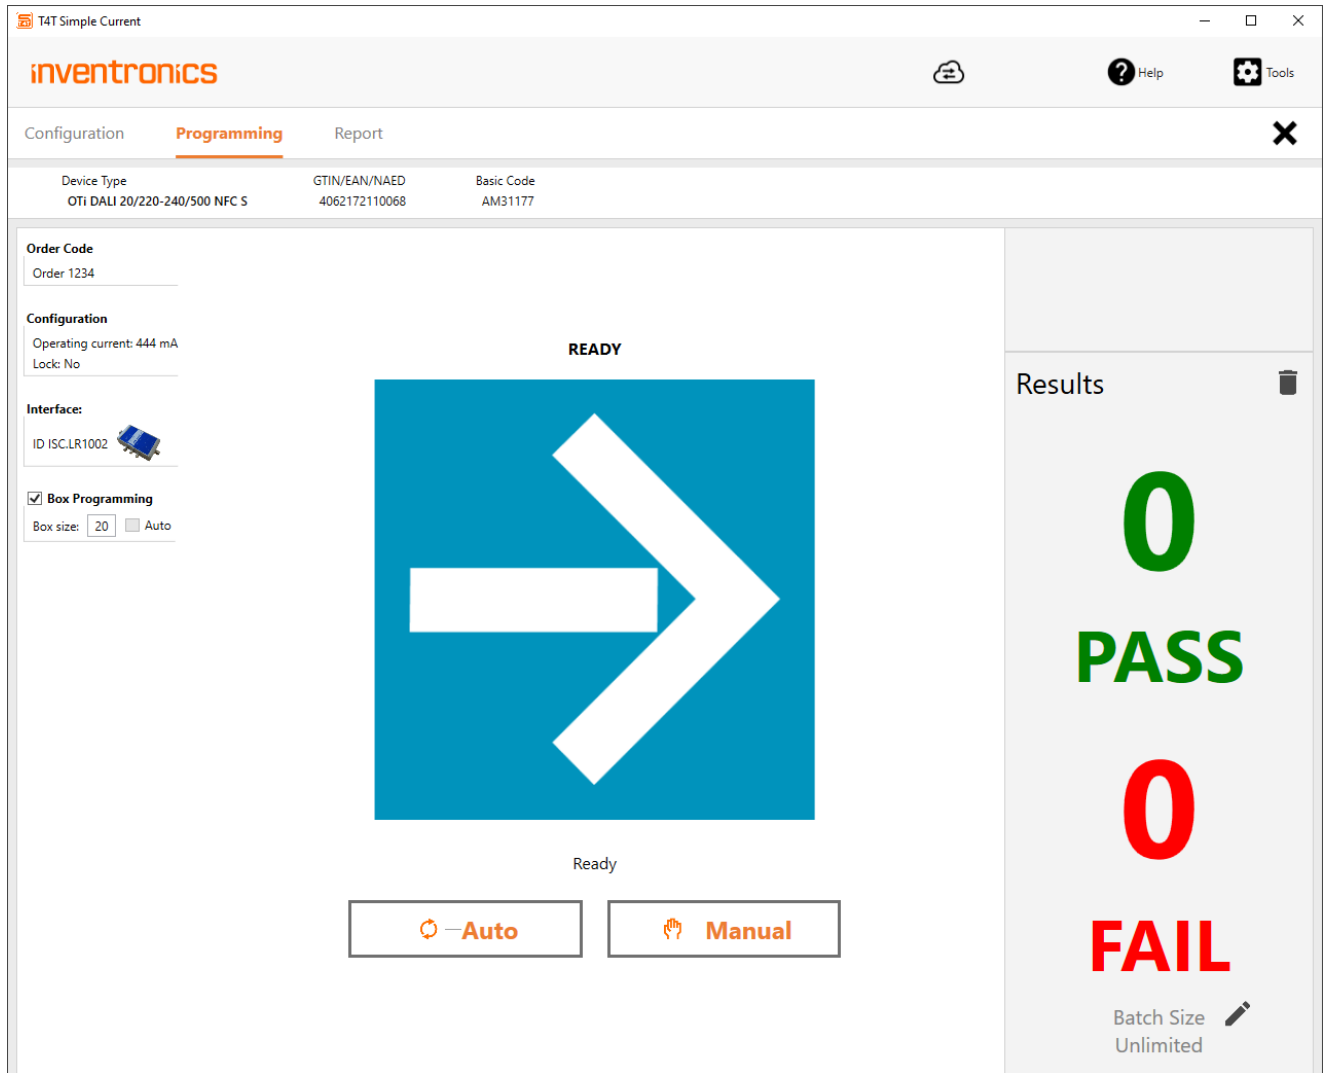 T4T Simple Current
inventronics
Help
Tools
Configuration
Programming
Report
Device Type
GTIN/EAN/NAED
Basic Code
OTi DALI 20/220-240/500 NFC S
4062172110068
AM31177
Order Code
Order 1234
Configuration
Operating current: 444 mA
Lock: No
Interface:
ID ISC.LR1002
Box Programming
Box size: 20 Auto
READY
Ready
Auto
Manual
Results
0
PASS
0
FAIL
Batch Size
Unlimited